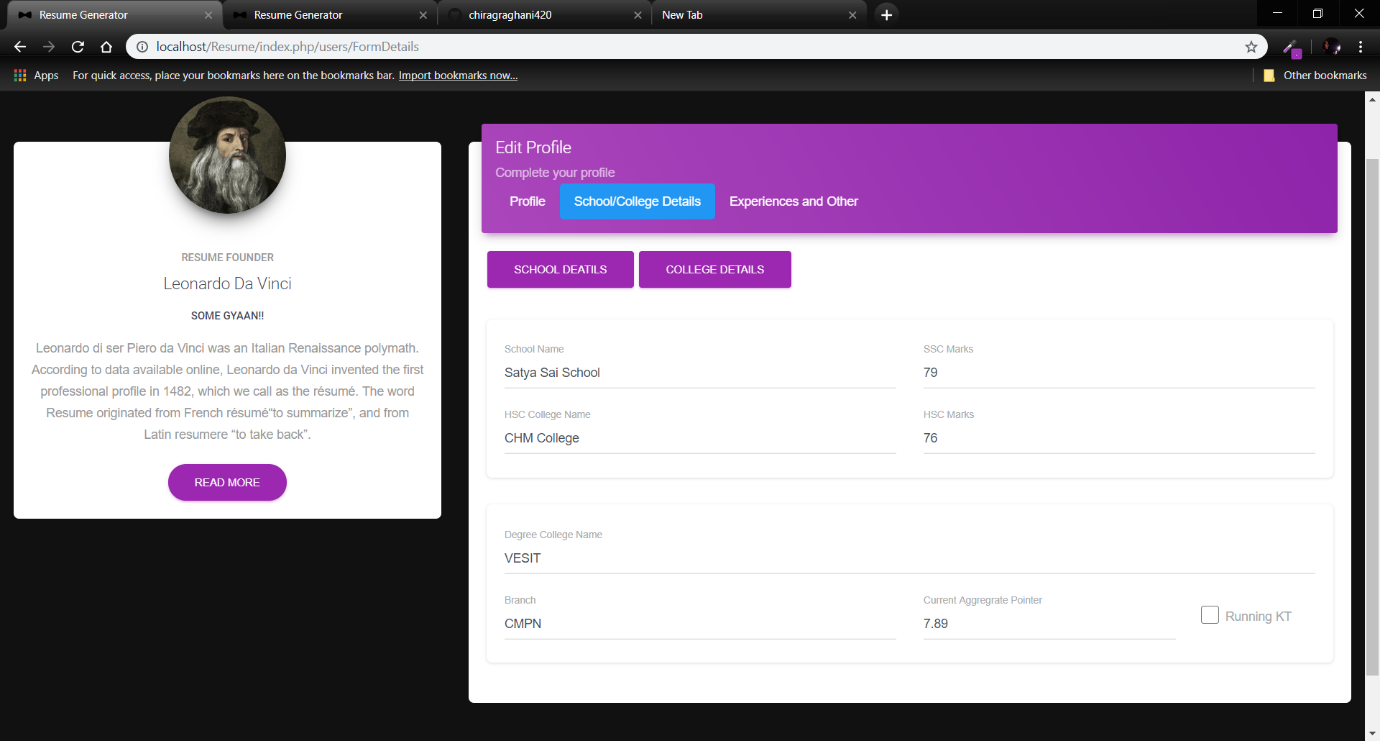 Resume Generator
Resume Generator
chiragraghani420
New Tab
localhost/Resume/index.php/users/FormDetails
Apps
For quick access, place your bookmarks here on the bookmarks bar. Import bookmarks now...
Other bookmarks
RESUME FOUNDER
Leonardo Da Vinci
SOME GYAAN!!
Leonardo di ser Piero da Vinci was an Italian Renaissance polymath.
According to data available online, Leonardo da Vinci invented the first
professional profile in 1482, which we call as the résumé. The word
Resume originated from French résumé“to summarize”, and from
Latin resumere “to take back”.
READ MORE
Edit Profile
Complete your profile
Profile
School/College Details
Experiences and Other
SCHOOL DEATILS
COLLEGE DETAILS
School Name
SSC Marks
Satya Sai School
79
HSC College Name
HSC Marks
CHM College
76
Degree College Name
VESIT
Branch
Current Aggregrate Pointer
CMPN
7.89
Running KT